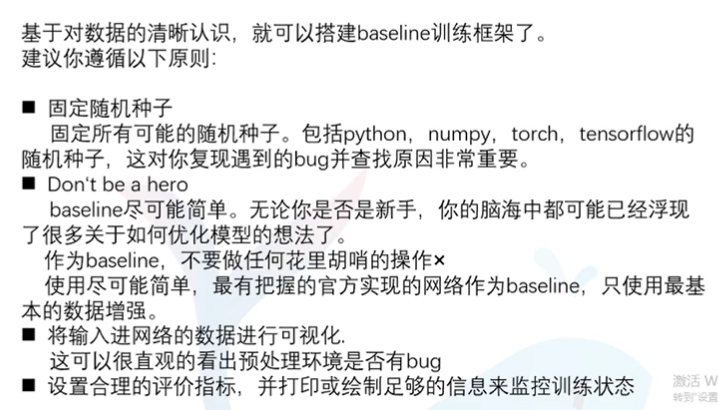 基于对数据的清晰认识，就可以搭建baseline训练框架了。
建议你遵循以下原则：
■ 固定随机种子
固定所有可能的随机种子。包括python，numpy，torch，tensorflow的
随机种子，这对你复现遇到的bug并查找原因非常重要。
■ Don't be a hero
baseline尽可能简单。无论你是否是新手，你的脑海中都可能已经浮现
了很多关于如何优化模型的想法了。
作为baseline，不要做任何花里胡哨的操作×
使用尽可能简单，最有把握的官方实现的网络作为baseline，只使用最基
本的数据增强。
■ 将输入进网络的数据进行可视化.
这可以很直观的看出预处理环境是否有bug
■ 设置合理的评价指标，并打印或绘制足够的信息来监控训练状态
激活 W
转到"设置